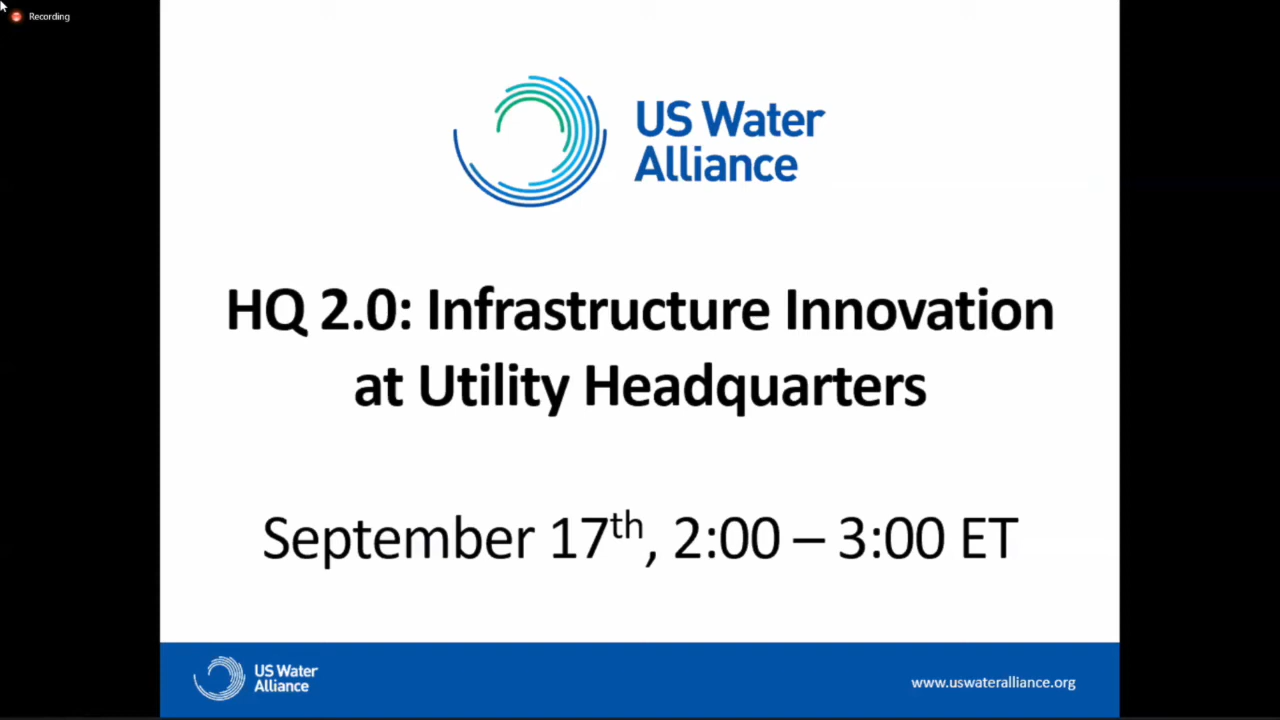 Recording
US Water
Alliance
HQ 2.0: Infrastructure Innovation
at Utility Headquarters
September 17th, 2:00 – 3:00 ET
US Water
Alliance
www.uswateralliance.org